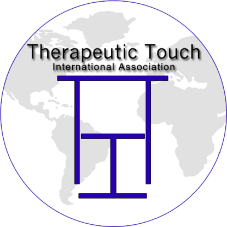 Therapeutic Touch
International Association